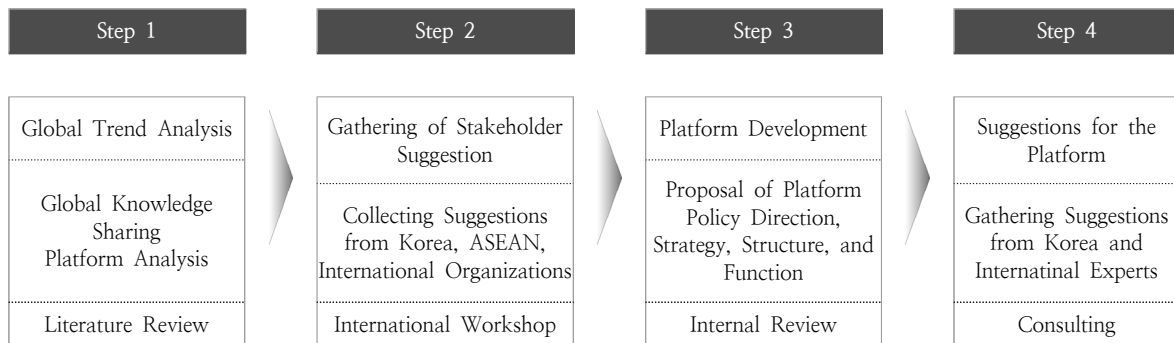 Step 1
Global Trend Analysis
Global Knowledge
Sharing
Platform Analysis
Literature Review
Step 2
Gathering of Stakeholder
Suggestion
Collecting Suggestions
from Korea, ASEAN,
International Organizations
International Workshop
Step 3
Platform Development
Proposal of Platform
Policy Direction,
Strategy, Structure, and
Function
Internal Review
Step 4
Suggestions for the
Platform
Gathering Suggestions
from Korea and
Internatinal Experts
Consulting